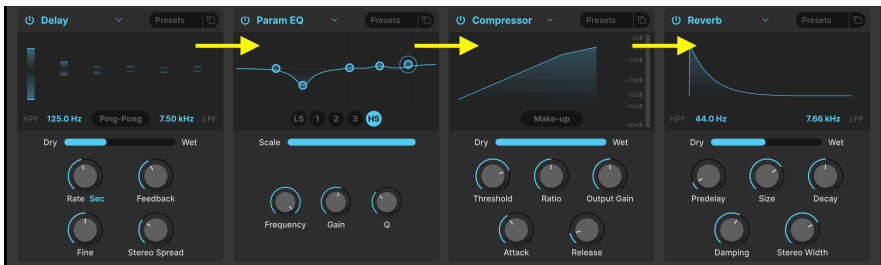 Delay Presets
Param EQ Presets
Compressor Presets
Reverb Presets
0dB
-10dB
-20dB
-30dB
-40dB
-60dB
HPF 125.0 Hz Ping-Pong 7.50 kHz LPF
LS 1 2 3 HS
Make-up
HPF 44.0 Hz 7.66 kHz LPF
Dry Wet
Scale
Dry Wet
Dry Wet
Rate Sec Feedback
Fine Stereo Spread
Frequency Gain Q
Threshold Ratio Output Gain
Attack Release
Predelay Size Decay
Damping Stereo Width